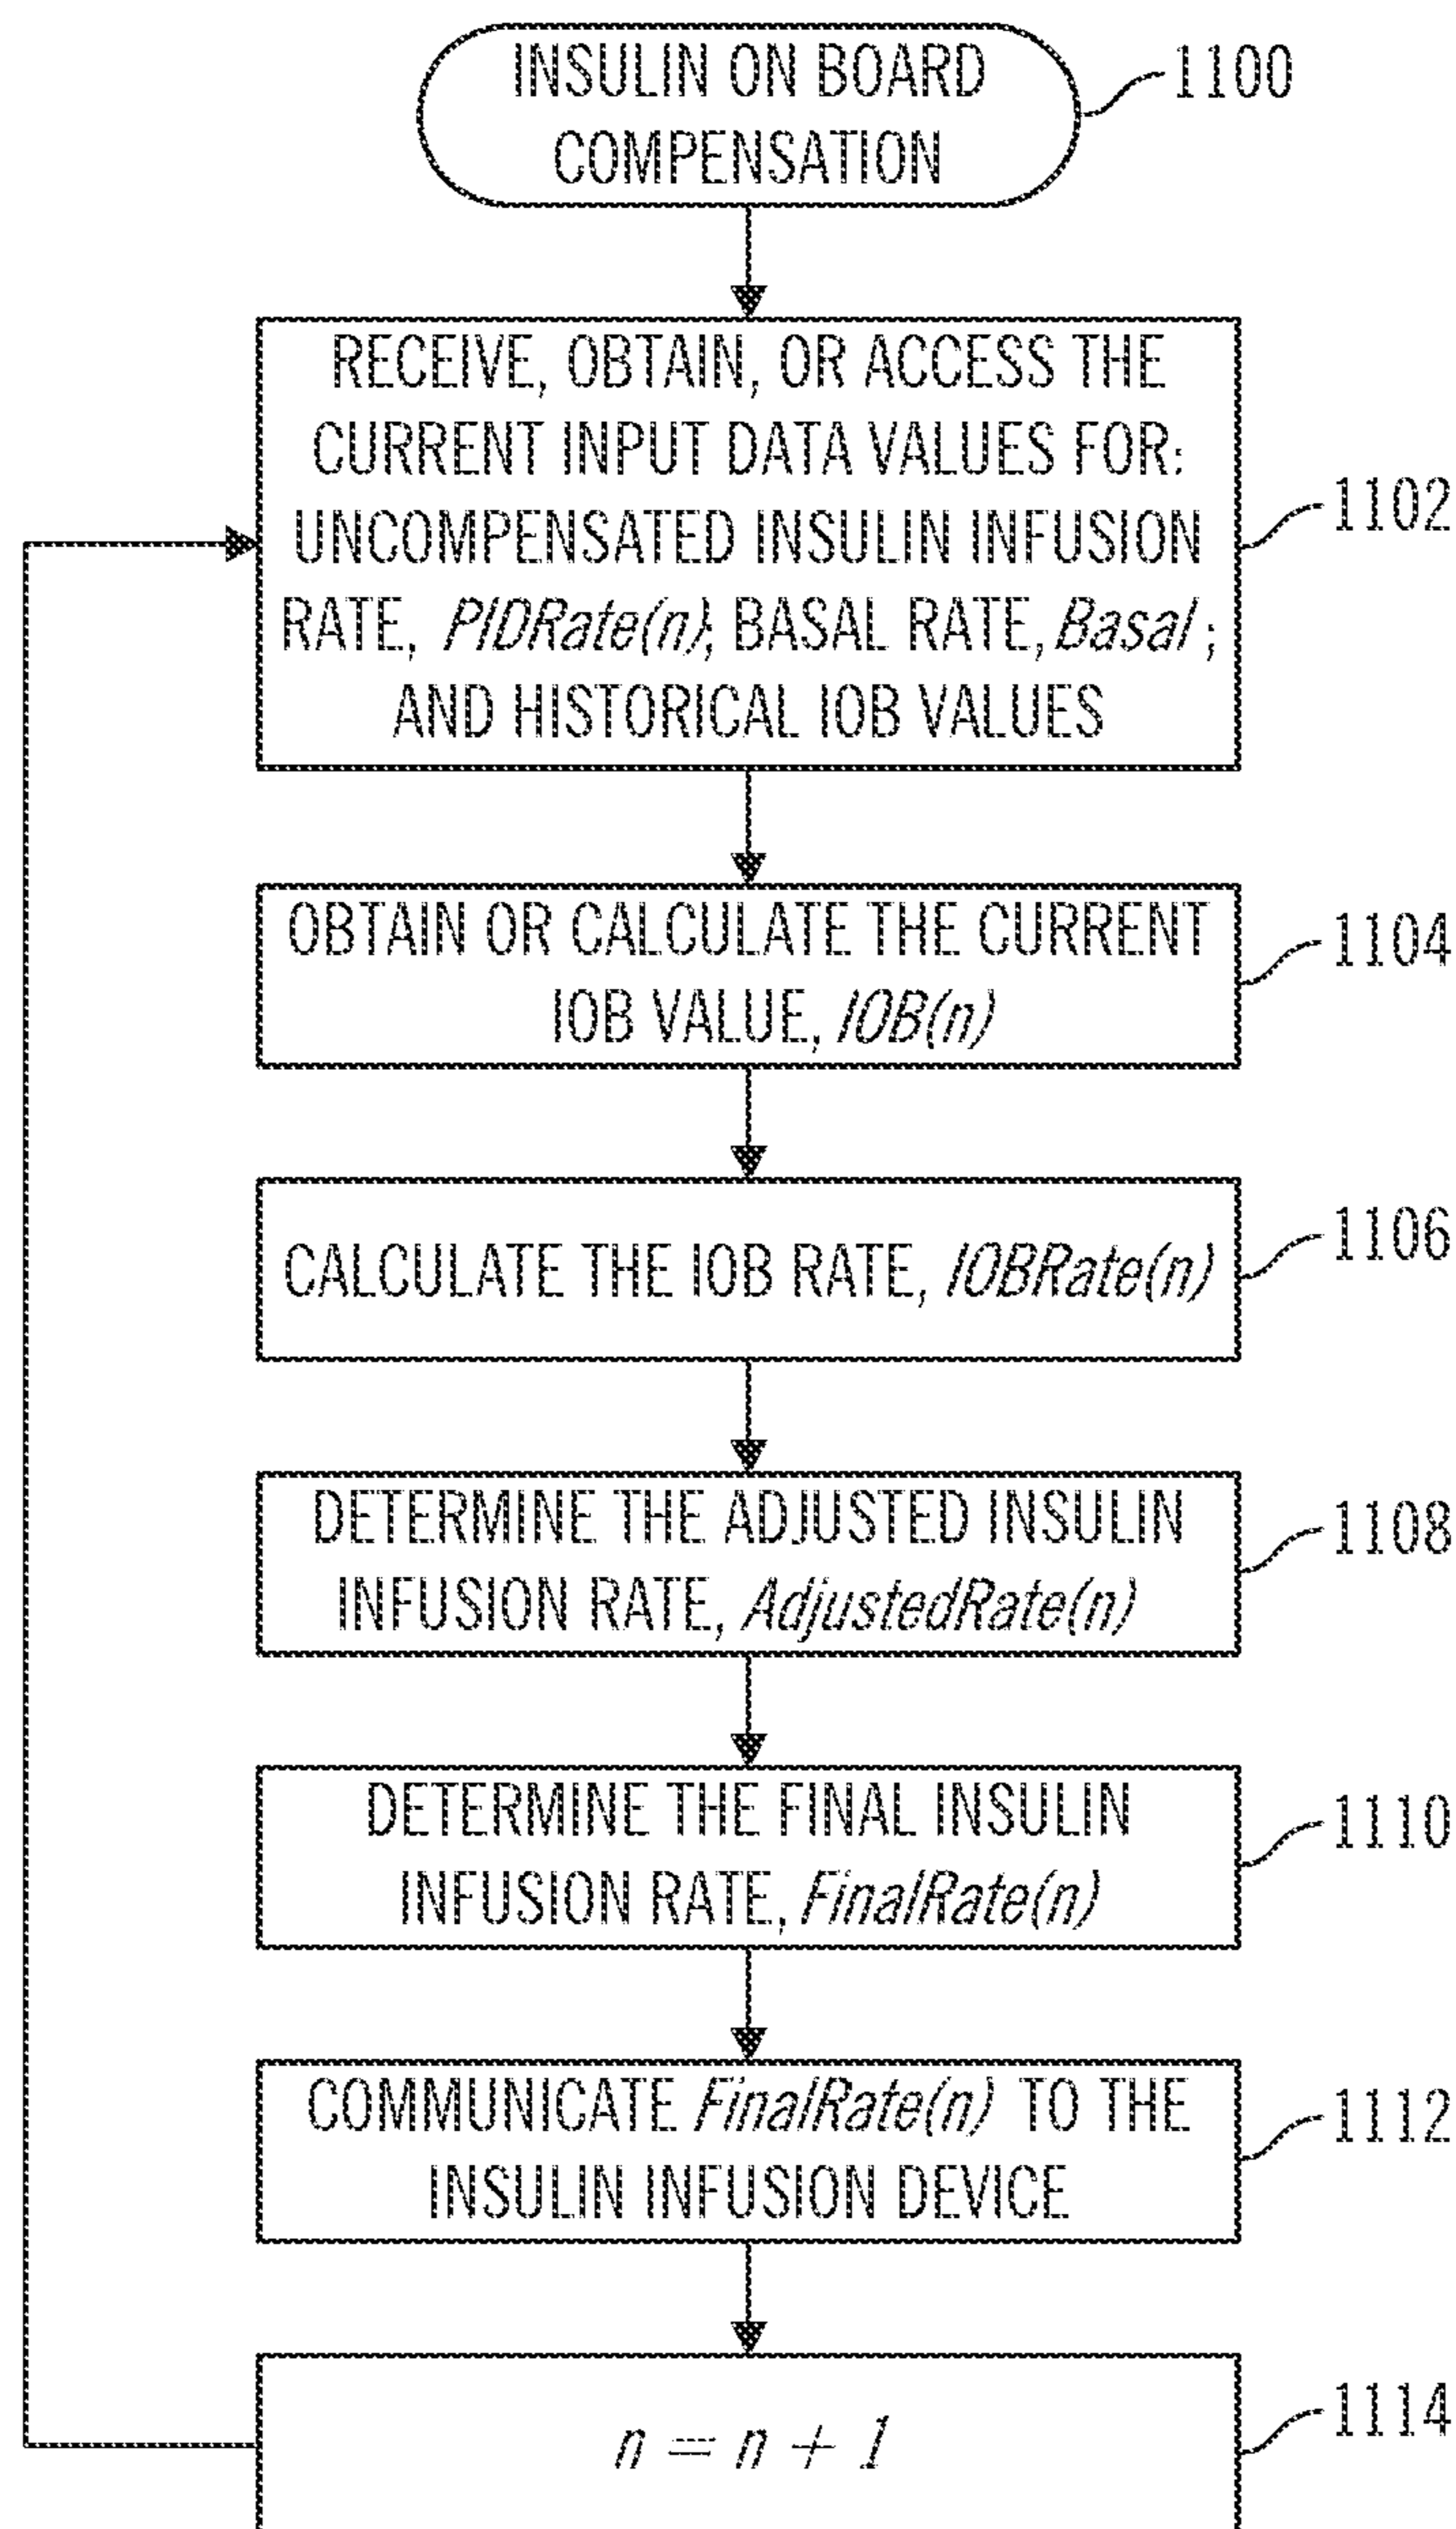 INSULIN ON BOARD
COMPENSATION
1100
RECEIVE, OBTAIN, OR ACCESS THE
CURRENT INPUT DATA VALUES FOR:
UNCOMPENSATED INSULIN INFUSION
RATE, PIDRate(n); BASAL RATE, Basal ;
AND HISTORICAL IOB VALUES
1102
OBTAIN OR CALCULATE THE CURRENT
IOB VALUE, IOB(n)
1104
CALCULATE THE IOB RATE, IOBRate(n)
1106
DETERMINE THE ADJUSTED INSULIN
INFUSION RATE, AdjustedRate(n)
1108
DETERMINE THE FINAL INSULIN
INFUSION RATE, FinalRate(n)
1110
COMMUNICATE FinalRate(n) TO THE
INSULIN INFUSION DEVICE
1112
n = n + 1
1114